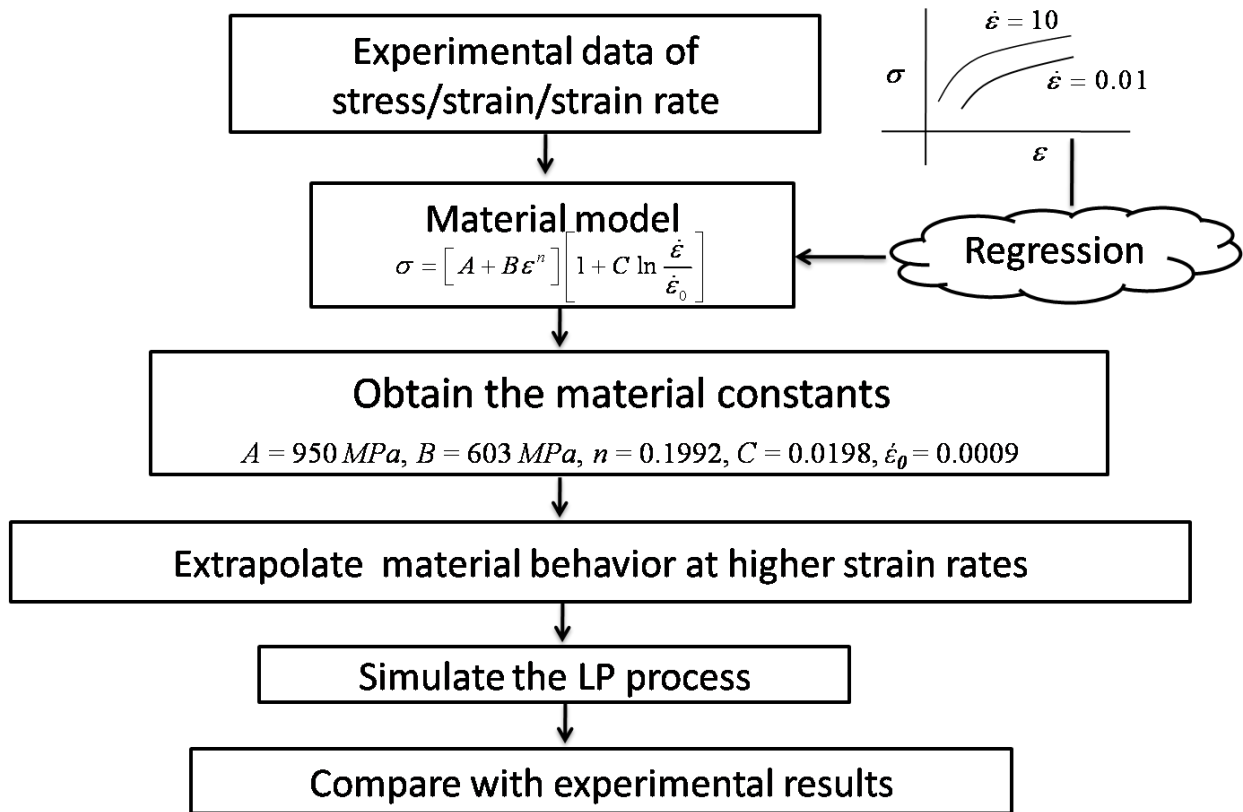 Experimental data of
stress/strain/strain rate
ε̇ = 10
σ
ε̇ = 0.01
ε
Material model
σ = [A + Bεⁿ][1 + C ln ε̇/ε̇₀]
Regression
Obtain the material constants
A = 950 MPa, B = 603 MPa, n = 0.1992, C = 0.0198, ε̇₀ = 0.0009
Extrapolate material behavior at higher strain rates
Simulate the LP process
Compare with experimental results